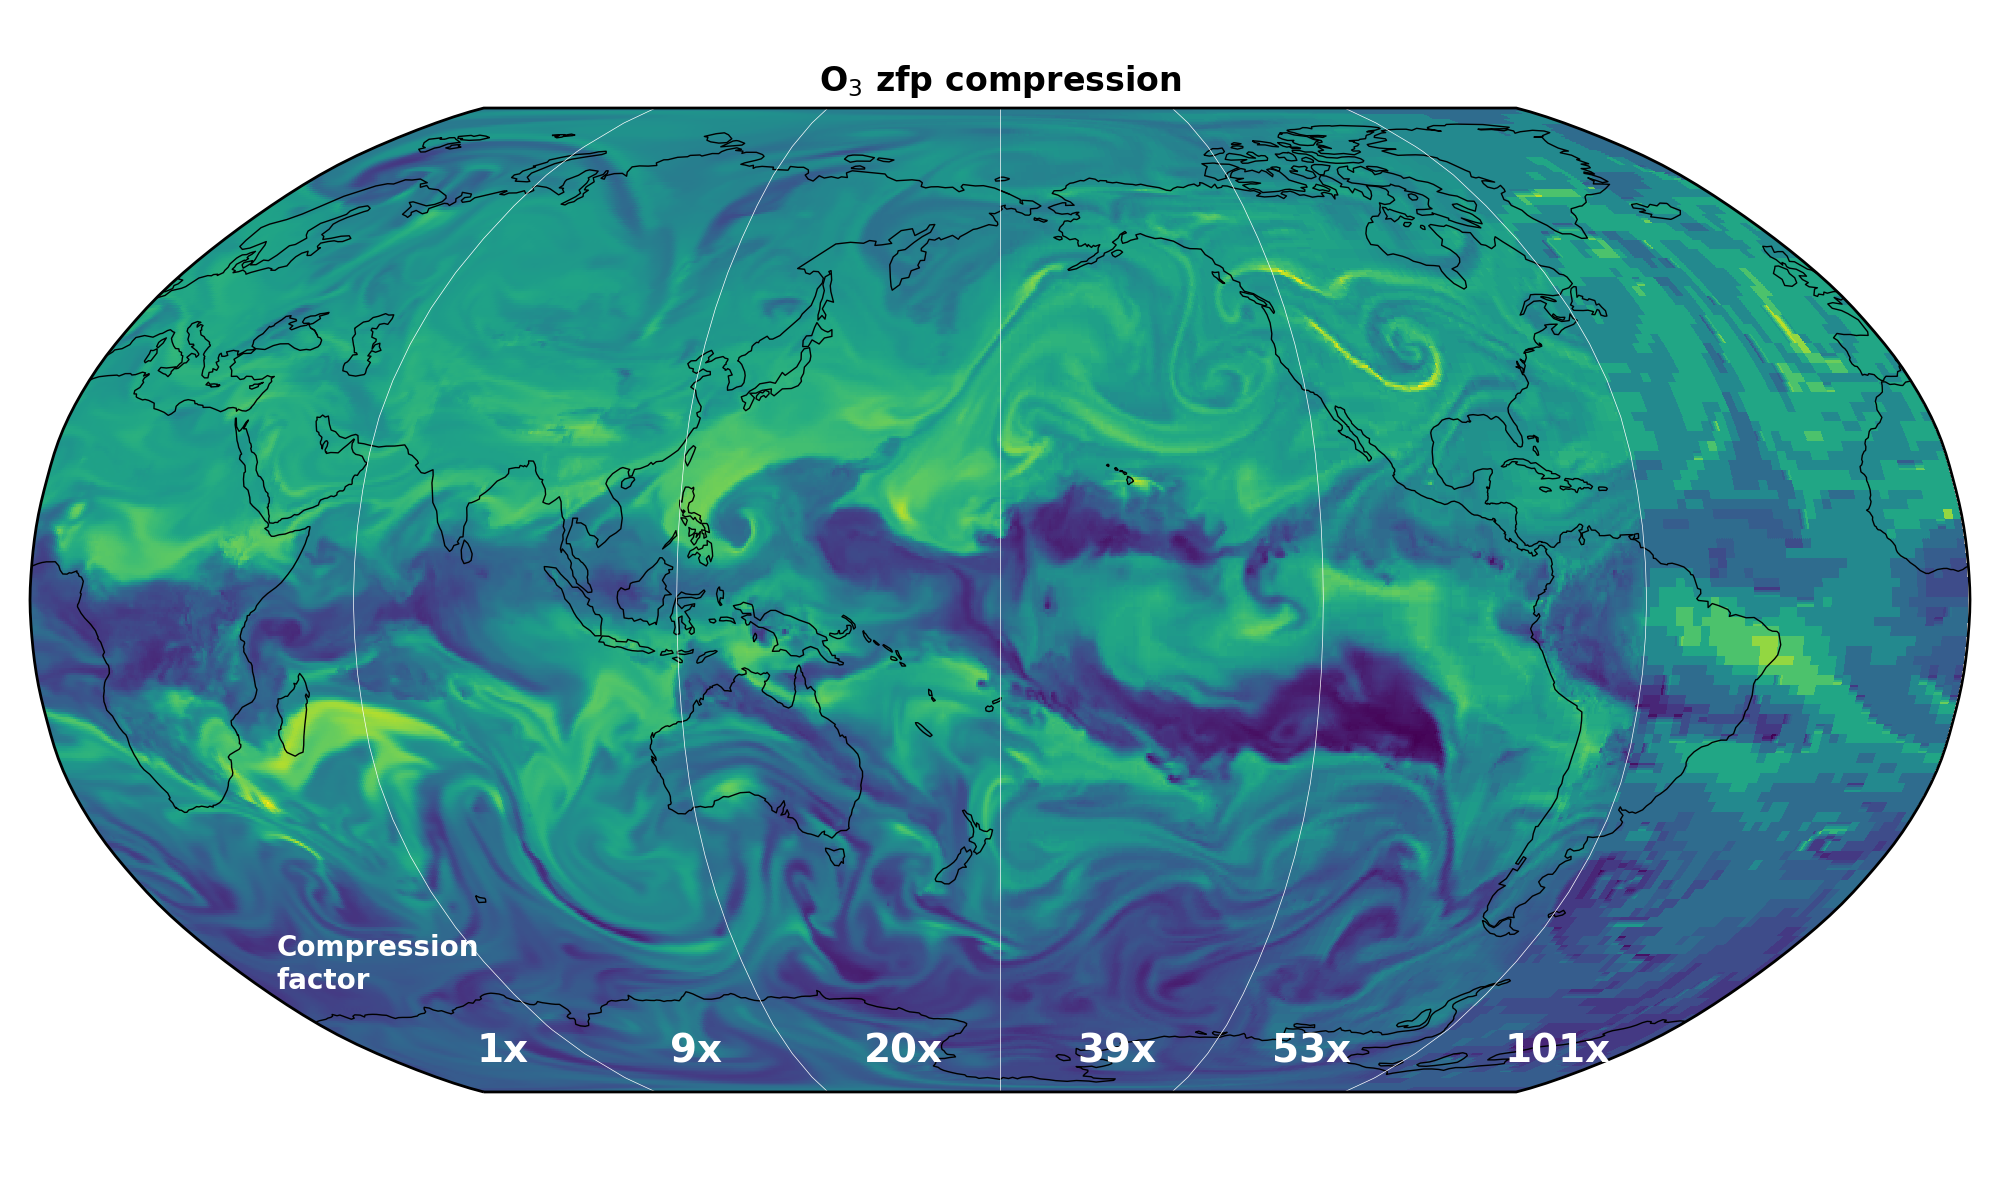 O₃ zfp compression
Compression
factor
1x 9x 20x 39x 53x 101x